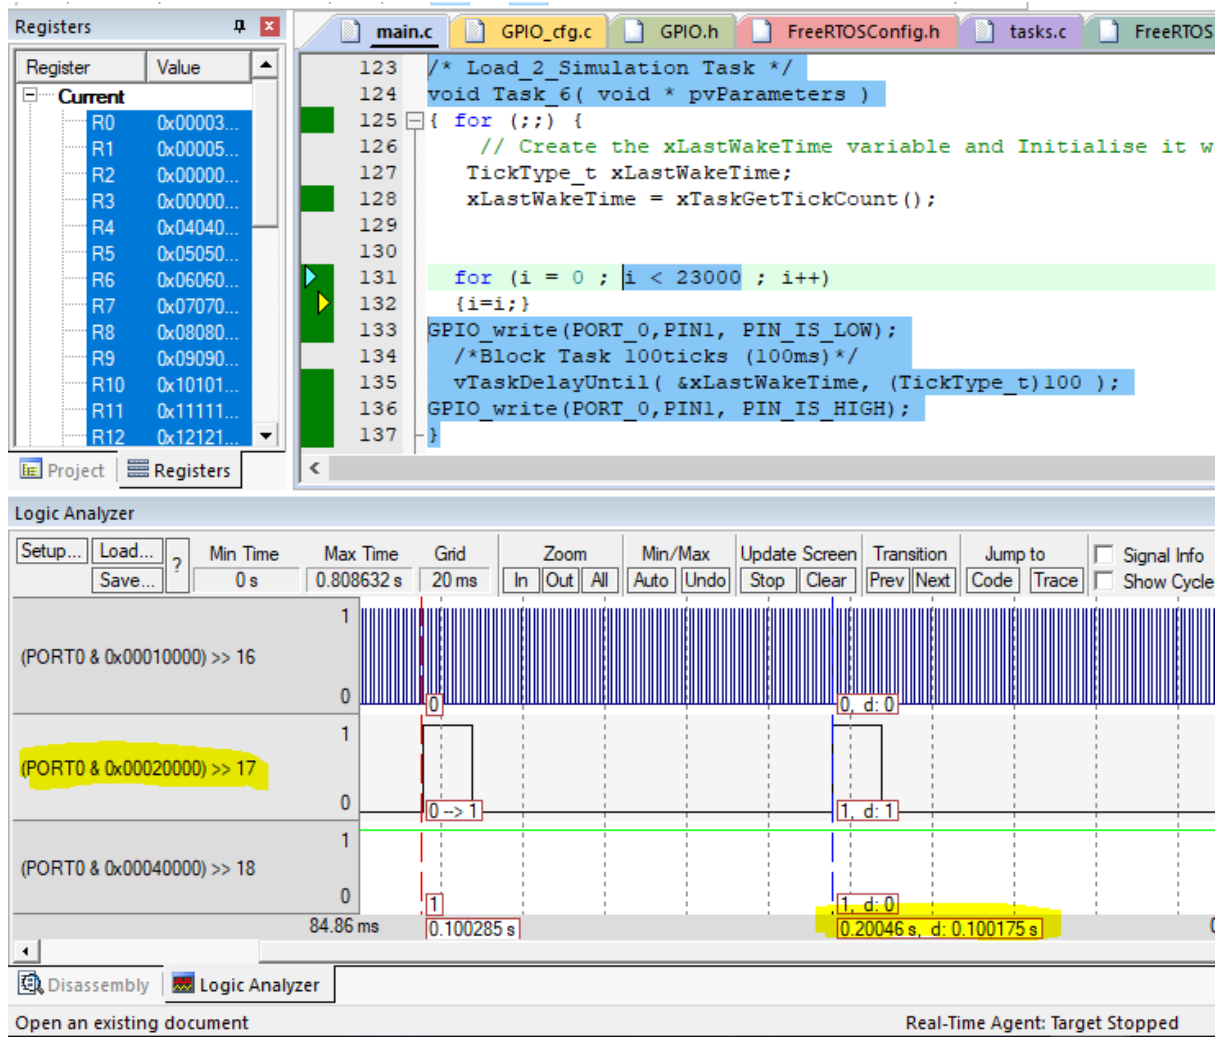 Registers
main.c GPIO_cfg.c GPIO.h FreeRTOSConfig.h tasks.c FreeRTOS
Register Value
Current
R0 0x00003...
R1 0x00005...
R2 0x00000...
R3 0x00000...
R4 0x04040...
R5 0x05050...
R6 0x06060...
R7 0x07070...
R8 0x08080...
R9 0x09090...
R10 0x10101...
R11 0x11111...
R12 0x12121...
Project Registers
123 /* Load_2_Simulation Task */
124 void Task_6( void * pvParameters )
125 { for (;;) {
126 // Create the xLastWakeTime variable and Initialise it w
127 TickType_t xLastWakeTime;
128 xLastWakeTime = xTaskGetTickCount();
129
130
131 for (i = 0 ; i < 23000 ; i++)
132 {i=i;}
133 GPIO_write(PORT_0,PIN1, PIN_IS_LOW);
134 /*Block Task 100ticks (100ms)*/
135 vTaskDelayUntil( &xLastWakeTime, (TickType_t)100 );
136 GPIO_write(PORT_0,PIN1, PIN_IS_HIGH);
137 }
Logic Analyzer
Setup... Load... ? Min Time Max Time Grid Zoom Min/Max Update Screen Transition Jump to Signal Info
Save... 0 s 0.808632 s 20 ms In Out All Auto Undo Stop Clear Prev Next Code Trace Show Cycle
1
(PORT0 & 0x00010000) >> 16
0 0 0, d: 0
1
(PORT0 & 0x00020000) >> 17
0 0 --> 1 1, d: 1
1
(PORT0 & 0x00040000) >> 18
0 1 1, d: 0
84.86 ms 0.100285 s 0.20046 s, d: 0.100175 s
Disassembly Logic Analyzer
Open an existing document Real-Time Agent: Target Stopped